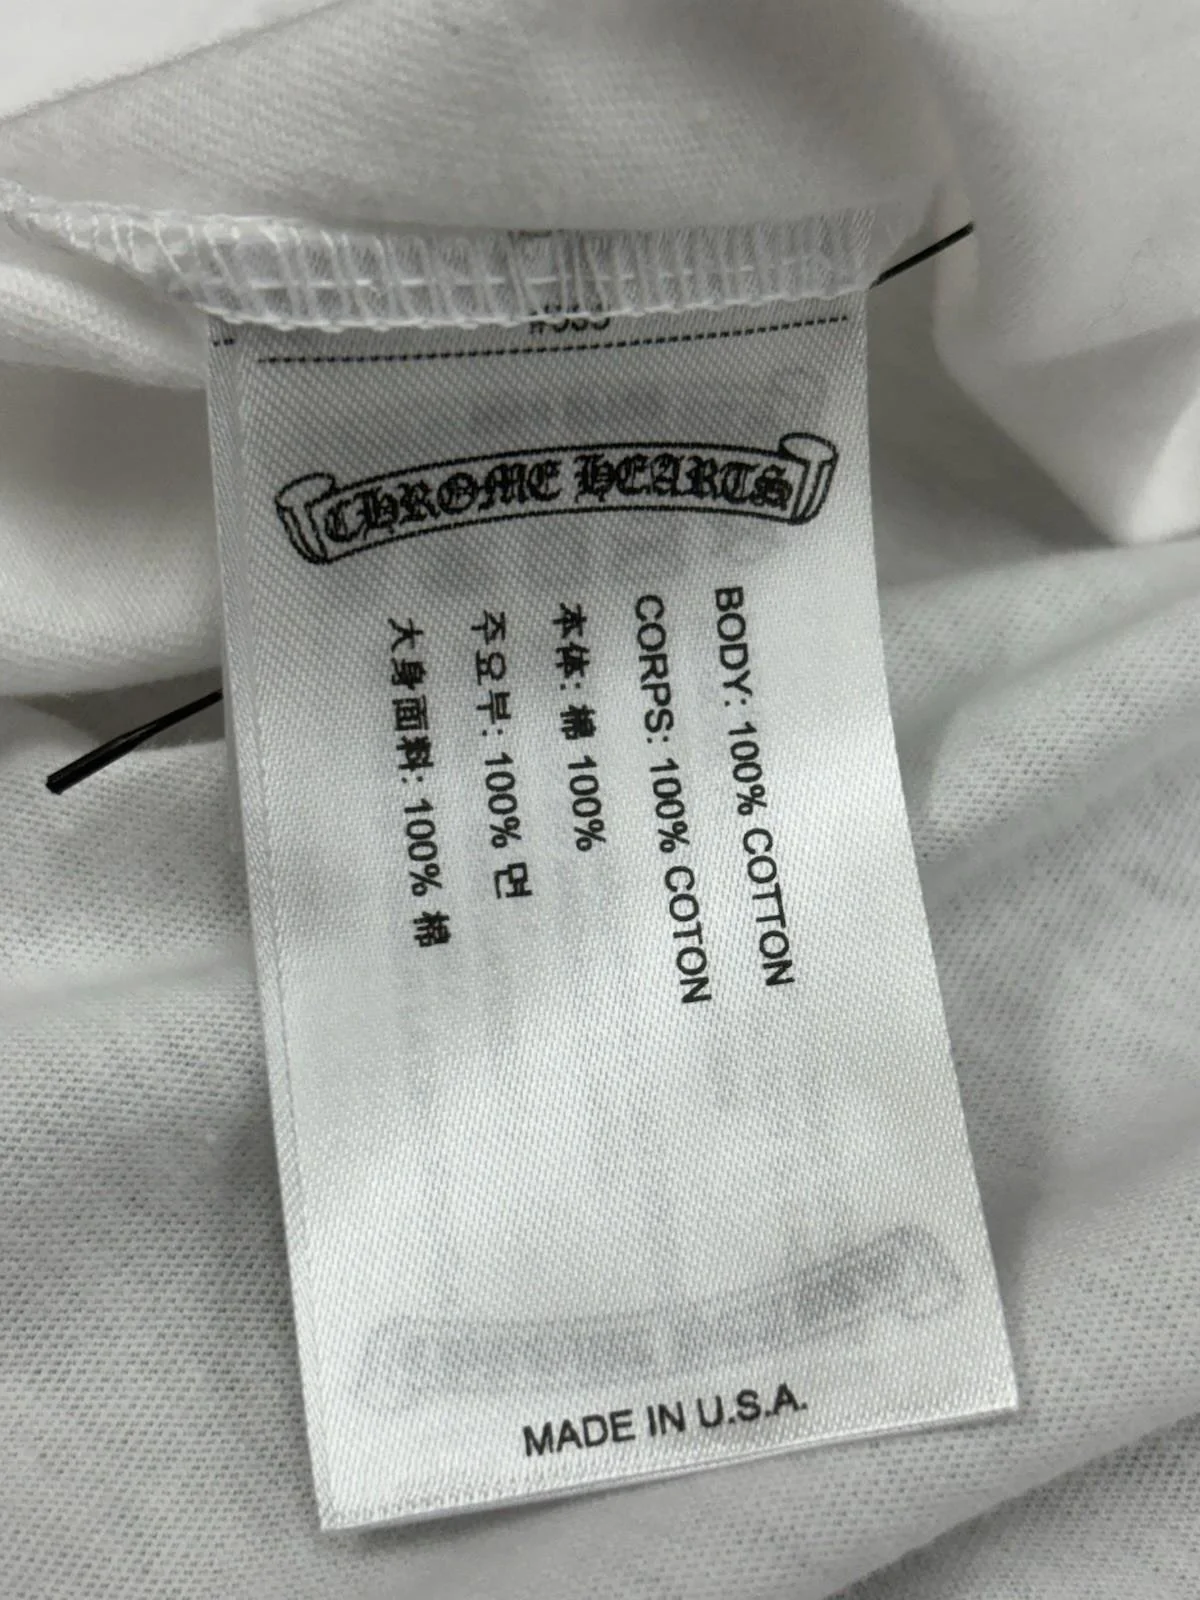 CHROME HEARTS
BODY: 100% COTTON
CORPS: 100% COTON
本体: 棉 100%
주요부: 100% 면
大身面料: 100% 棉
MADE IN U.S.A.